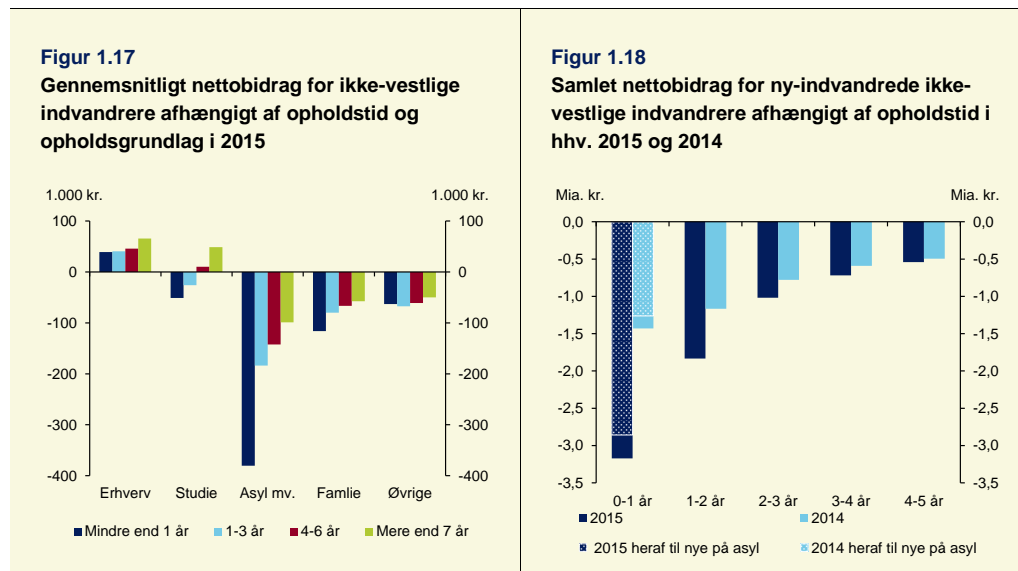 Figur 1.17
Gennemsnitligt nettobidrag for ikke-vestlige
indvandrere afhængigt af opholdstid og
opholdsgrundlag i 2015
1.000 kr. 1.000 kr.
100 100
0 0
-100 -100
-200 -200
-300 -300
-400 -400
Erhverv Studie Asyl mv. Famlie Øvrige
Mindre end 1 år 1-3 år 4-6 år Mere end 7 år
Figur 1.18
Samlet nettobidrag for ny-indvandrede ikke-
vestlige indvandrere afhængigt af opholdstid i
hhv. 2015 og 2014
Mia. kr. Mia. kr.
0,0 0,0
-0,5 -0,5
-1,0 -1,0
-1,5 -1,5
-2,0 -2,0
-2,5 -2,5
-3,0 -3,0
-3,5 -3,5
0-1 år 1-2 år 2-3 år 3-4 år 4-5 år
2015 2014
2015 heraf til nye på asyl 2014 heraf til nye på asyl